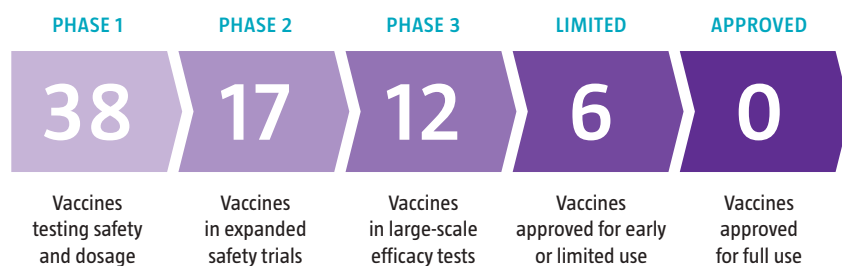 PHASE 1 PHASE 2 PHASE 3 LIMITED APPROVED
38 17 12 6 0
Vaccines Vaccines Vaccines Vaccines Vaccines
testing safety in expanded in large-scale approved for early approved
and dosage safety trials efficacy tests or limited use for full use